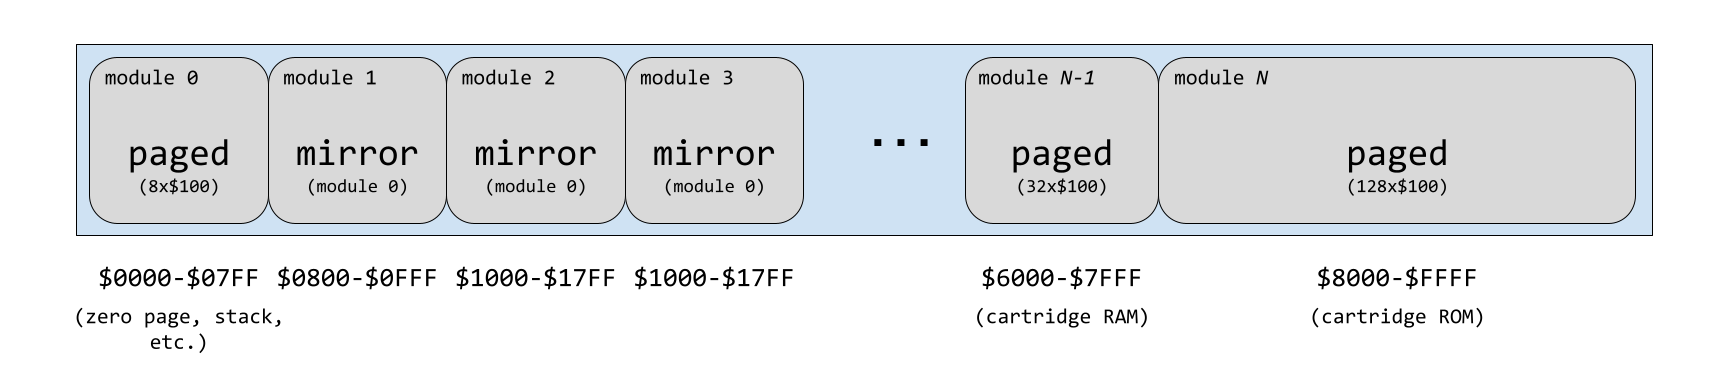 module 0
module 1
module 2
module 3
module N-1
module N
paged
mirror
mirror
mirror
...
paged
paged
(8x$100)
(module 0)
(module 0)
(module 0)
(32x$100)
(128x$100)
$0000-$07FF
$0800-$0FFF
$1000-$17FF
$1000-$17FF
$6000-$7FFF
$8000-$FFFF
(zero page, stack,
etc.)
(cartridge RAM)
(cartridge ROM)